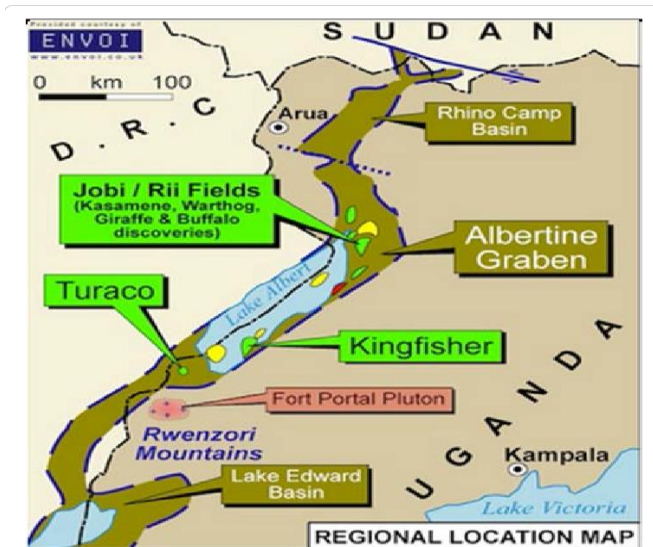 Provided courtesy of
ENVOI
www.envoi.co.uk
SUDAN
0 km 100
D.R.C
Arua
Rhino Camp
Basin
Jobi / Rii Fields
(Kasamene, Warthog,
Giraffe & Buffalo
discoveries)
Albertine
Graben
Turaco
Lake Albert
Kingfisher
UGANDA
Fort Portal Pluton
Rwenzori
Mountains
Kampala
Lake Edward
Basin
Lake Victoria
REGIONAL LOCATION MAP